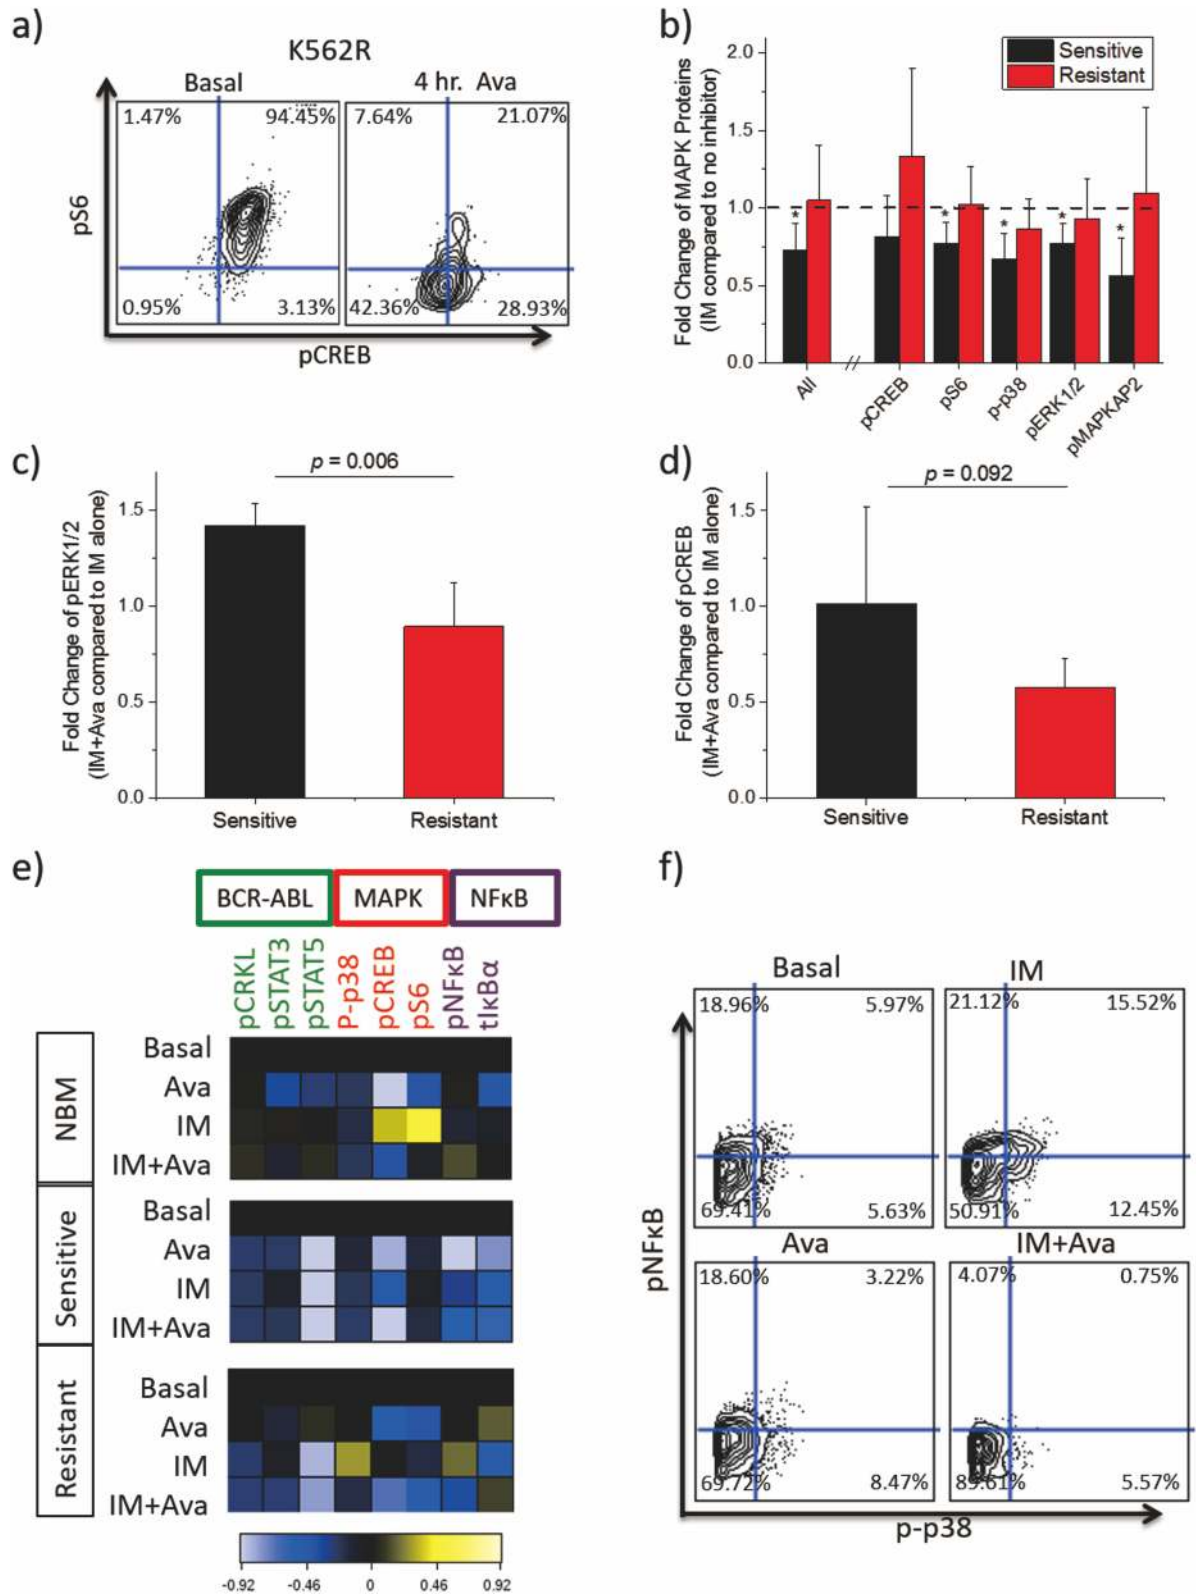 a)
K562R
Basal
4 hr. Ava
1.47%
94.45%
7.64%
21.07%
0.95%
3.13%
42.36%
28.93%
pS6
pCREB
b)
Sensitive
Resistant
Fold Change of MAPK Proteins
(IM compared to no inhibitor)
2.0
1.5
1.0
0.5
0.0
*
*
*
*
*
All
//
pCREB
pS6
p-p38
pERK1/2
pMAPKAP2
c)
p = 0.006
Fold Change of pERK1/2
(IM+Ava compared to IM alone)
1.5
1.0
0.5
0.0
Sensitive
Resistant
d)
p = 0.092
Fold Change of pCREB
(IM+Ava compared to IM alone)
1.5
1.0
0.5
0.0
Sensitive
Resistant
e)
BCR-ABL
MAPK
NFκB
pCRKL
pSTAT3
pSTAT5
P-p38
pCREB
pS6
pNFκB
tIκBα
NBM
Basal
Ava
IM
IM+Ava
Sensitive
Basal
Ava
IM
IM+Ava
Resistant
Basal
Ava
IM
IM+Ava
-0.92
-0.46
0
0.46
0.92
f)
Basal
IM
18.96%
5.97%
21.12%
15.52%
69.41%
5.63%
50.91%
12.45%
Ava
IM+Ava
18.60%
3.22%
4.07%
0.75%
69.72%
8.47%
89.61%
5.57%
pNFκB
p-p38